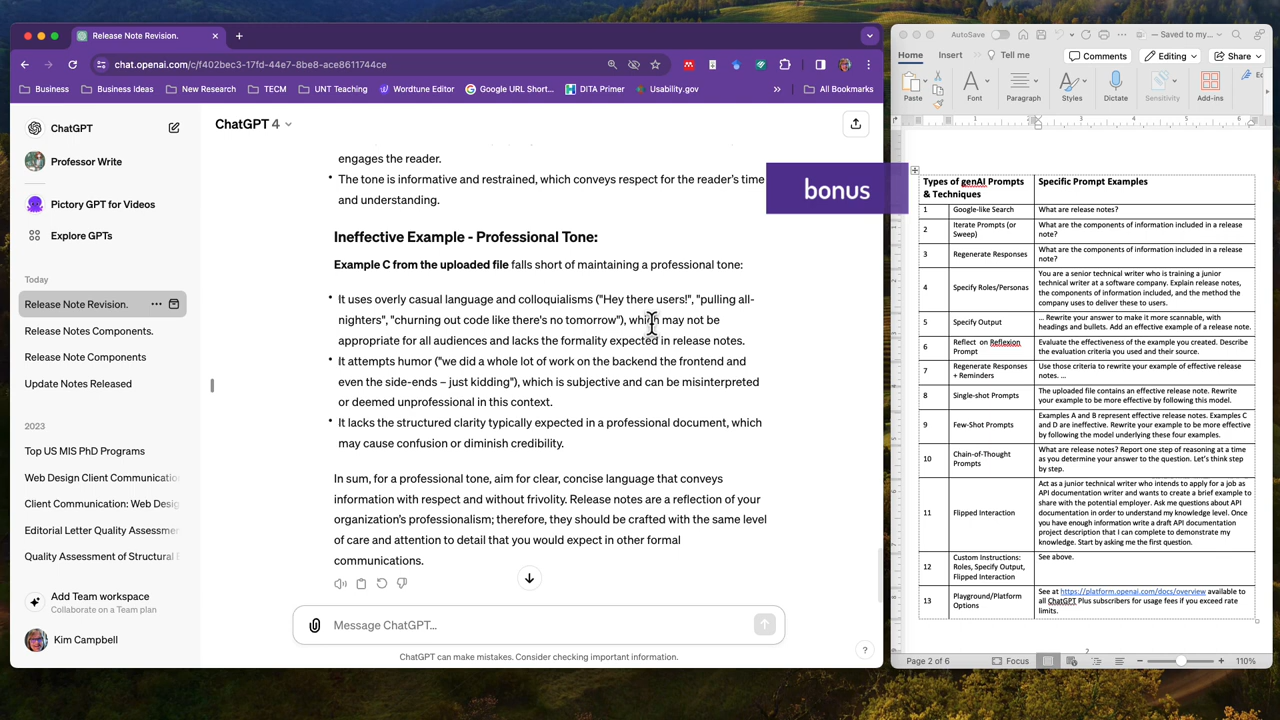 Release Note Revision.
chat.openai.com/c/f40fbec3-17fd-44e7-8be8-ace8611744ce
Business
Business Ideas
New Research
TECM
OL Teaching
Wordtune Editor
Google URL Short...
DITA Primer
Usability.gov
All Bookmarks
ChatGPT
Professor Write
Pictory GPT for Videos
Explore GPTs
Today
Release Note Revision.
Release Notes Components.
Release Note Components
Update Notes Released
2023
Top US MIS PhD Programs
Web Design Client Communicatio
Client Communication: Web Desig
Editorial Letter Quality Assessmer
Quality Assessment of Structural E
Add Team workspace
Collaborate on a Team plan
Kim Campbell
ChatGPT 4
engages the reader.
• The tone is informative and restrained, which conveys respect for the reader's time
and understanding.
Ineffective Example - Professional Tone:
Example C from the uploaded file falls short of maintaining a professional tone:
• It uses overly casual language and colloquialisms ("Hey there users!", "pulling all-
nighters", "churning out code like there's no tomorrow"), which may not be
appropriate for all audiences and lacks the formality expected in release notes.
• It attempts humor ("we did a whole lot of work on the backend the frontend and
even the side-ends – just kidding"), which is subjective and can be misinterpreted
or deemed unprofessional in this context.
• It lacks the structured clarity typically expected in a professional document, which
may cause confusion or diminish credibility.
In sum, for a professional tone, aim for clear, concise language that conveys
information with respect and without frivolity. Release notes are a reflection of your
organization's professionalism; therefore, they should be crafted with the same level
of care and attention to detail that you would expect in other formal
communications.
Message ChatGPT...
ChatGPT can make mistakes. Consider checking important information.
?
bonus
AutoSave
— Saved to my...
Home
Insert
Tell me
Comments
Editing
Share
Paste
Font
Paragraph
Styles
Dictate
Sensitivity
Add-ins
Types of genAI Prompts
& Techniques
Specific Prompt Examples
1
Google-like Search
What are release notes?
2
Iterate Prompts (or
Sweep)
What are the components of information included in a release
note?
3
Regenerate Responses
What are the components of information included in a release
note?
4
Specify Roles/Personas
You are a senior technical writer who is training a junior
technical writer at a software company. Explain release notes,
the components of information included, and the method the
company uses to deliver these to users.
5
Specify Output
... Rewrite your answer to make it more scannable, with
headings and bullets. Add an effective example of a release note.
6
Reflect on Reflexion
Prompt
Evaluate the effectiveness of the example you created. Describe
the evaluation criteria you used and their source.
7
Regenerate Responses
+ Reminders
Use those criteria to rewrite your example of effective release
notes. ...
8
Single-shot Prompts
The uploaded file contains an effective release note. Rewrite
your example to be more effective by following this model.
9
Few-Shot Prompts
Examples A and B represent effective release notes. Examples C
and D are ineffective. Rewrite your example to be more effective
by following the model underlying these four examples.
10
Chain-of-Thought
Prompts
What are release notes? Report one step of reasoning at a time
as you determine your answer to the question. Let's think step
by step.
11
Flipped Interaction
Act as a junior technical writer who intends to apply for a job as
API documentation writer and wants to create a brief example to
share with the potential employer. Ask me questions about API
documentation in order to understand my knowledge level. Once
you have enough information write a draft API documentation
project description that I can complete to demonstrate my
knowledge. Start by asking me the first question.
12
Custom Instructions:
Roles, Specify Output,
Flipped Interaction
See above.
13
Playground/Platform
Options
See at https://platform.openai.com/docs/overview available to
all ChatGPT Plus subscribers for usage fees if you exceed rate
limits.
Page 2 of 6
Focus
110%